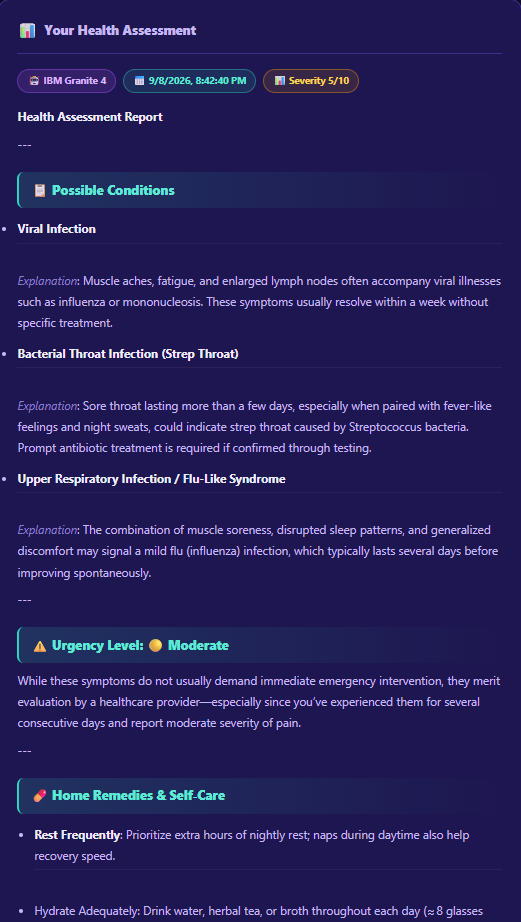 Your Health Assessment
IBM Granite 4
9/8/2026, 8:42:40 PM
Severity 5/10
Health Assessment Report
---
Possible Conditions
Viral Infection
Explanation: Muscle aches, fatigue, and enlarged lymph nodes often accompany viral illnesses
such as influenza or mononucleosis. These symptoms usually resolve within a week without
specific treatment.
Bacterial Throat Infection (Strep Throat)
Explanation: Sore throat lasting more than a few days, especially when paired with fever-like
feelings and night sweats, could indicate strep throat caused by Streptococcus bacteria.
Prompt antibiotic treatment is required if confirmed through testing.
Upper Respiratory Infection / Flu-Like Syndrome
Explanation: The combination of muscle soreness, disrupted sleep patterns, and generalized
discomfort may signal a mild flu (influenza) infection, which typically lasts several days before
improving spontaneously.
---
Urgency Level: Moderate
While these symptoms do not usually demand immediate emergency intervention, they merit
evaluation by a healthcare provider—especially since you've experienced them for several
consecutive days and report moderate severity of pain.
---
Home Remedies & Self-Care
Rest Frequently: Prioritize extra hours of nightly rest; naps during daytime also help
recovery speed.
Hydrate Adequately: Drink water, herbal tea, or broth throughout each day (≈8 glasses